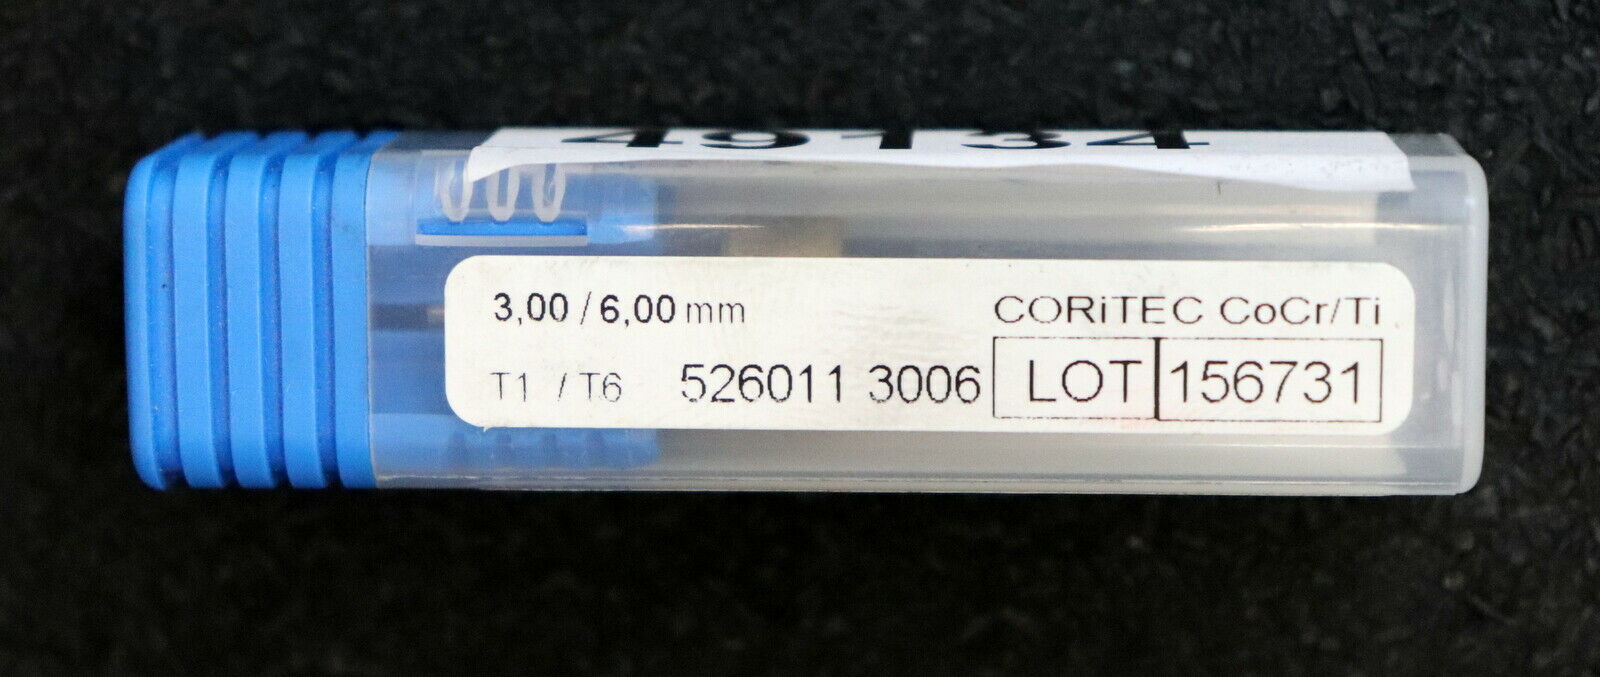 49134
3,00 / 6,00 mm
CORiTEC CoCr/Ti
T1 / T6 526011 3006 LOT 156731